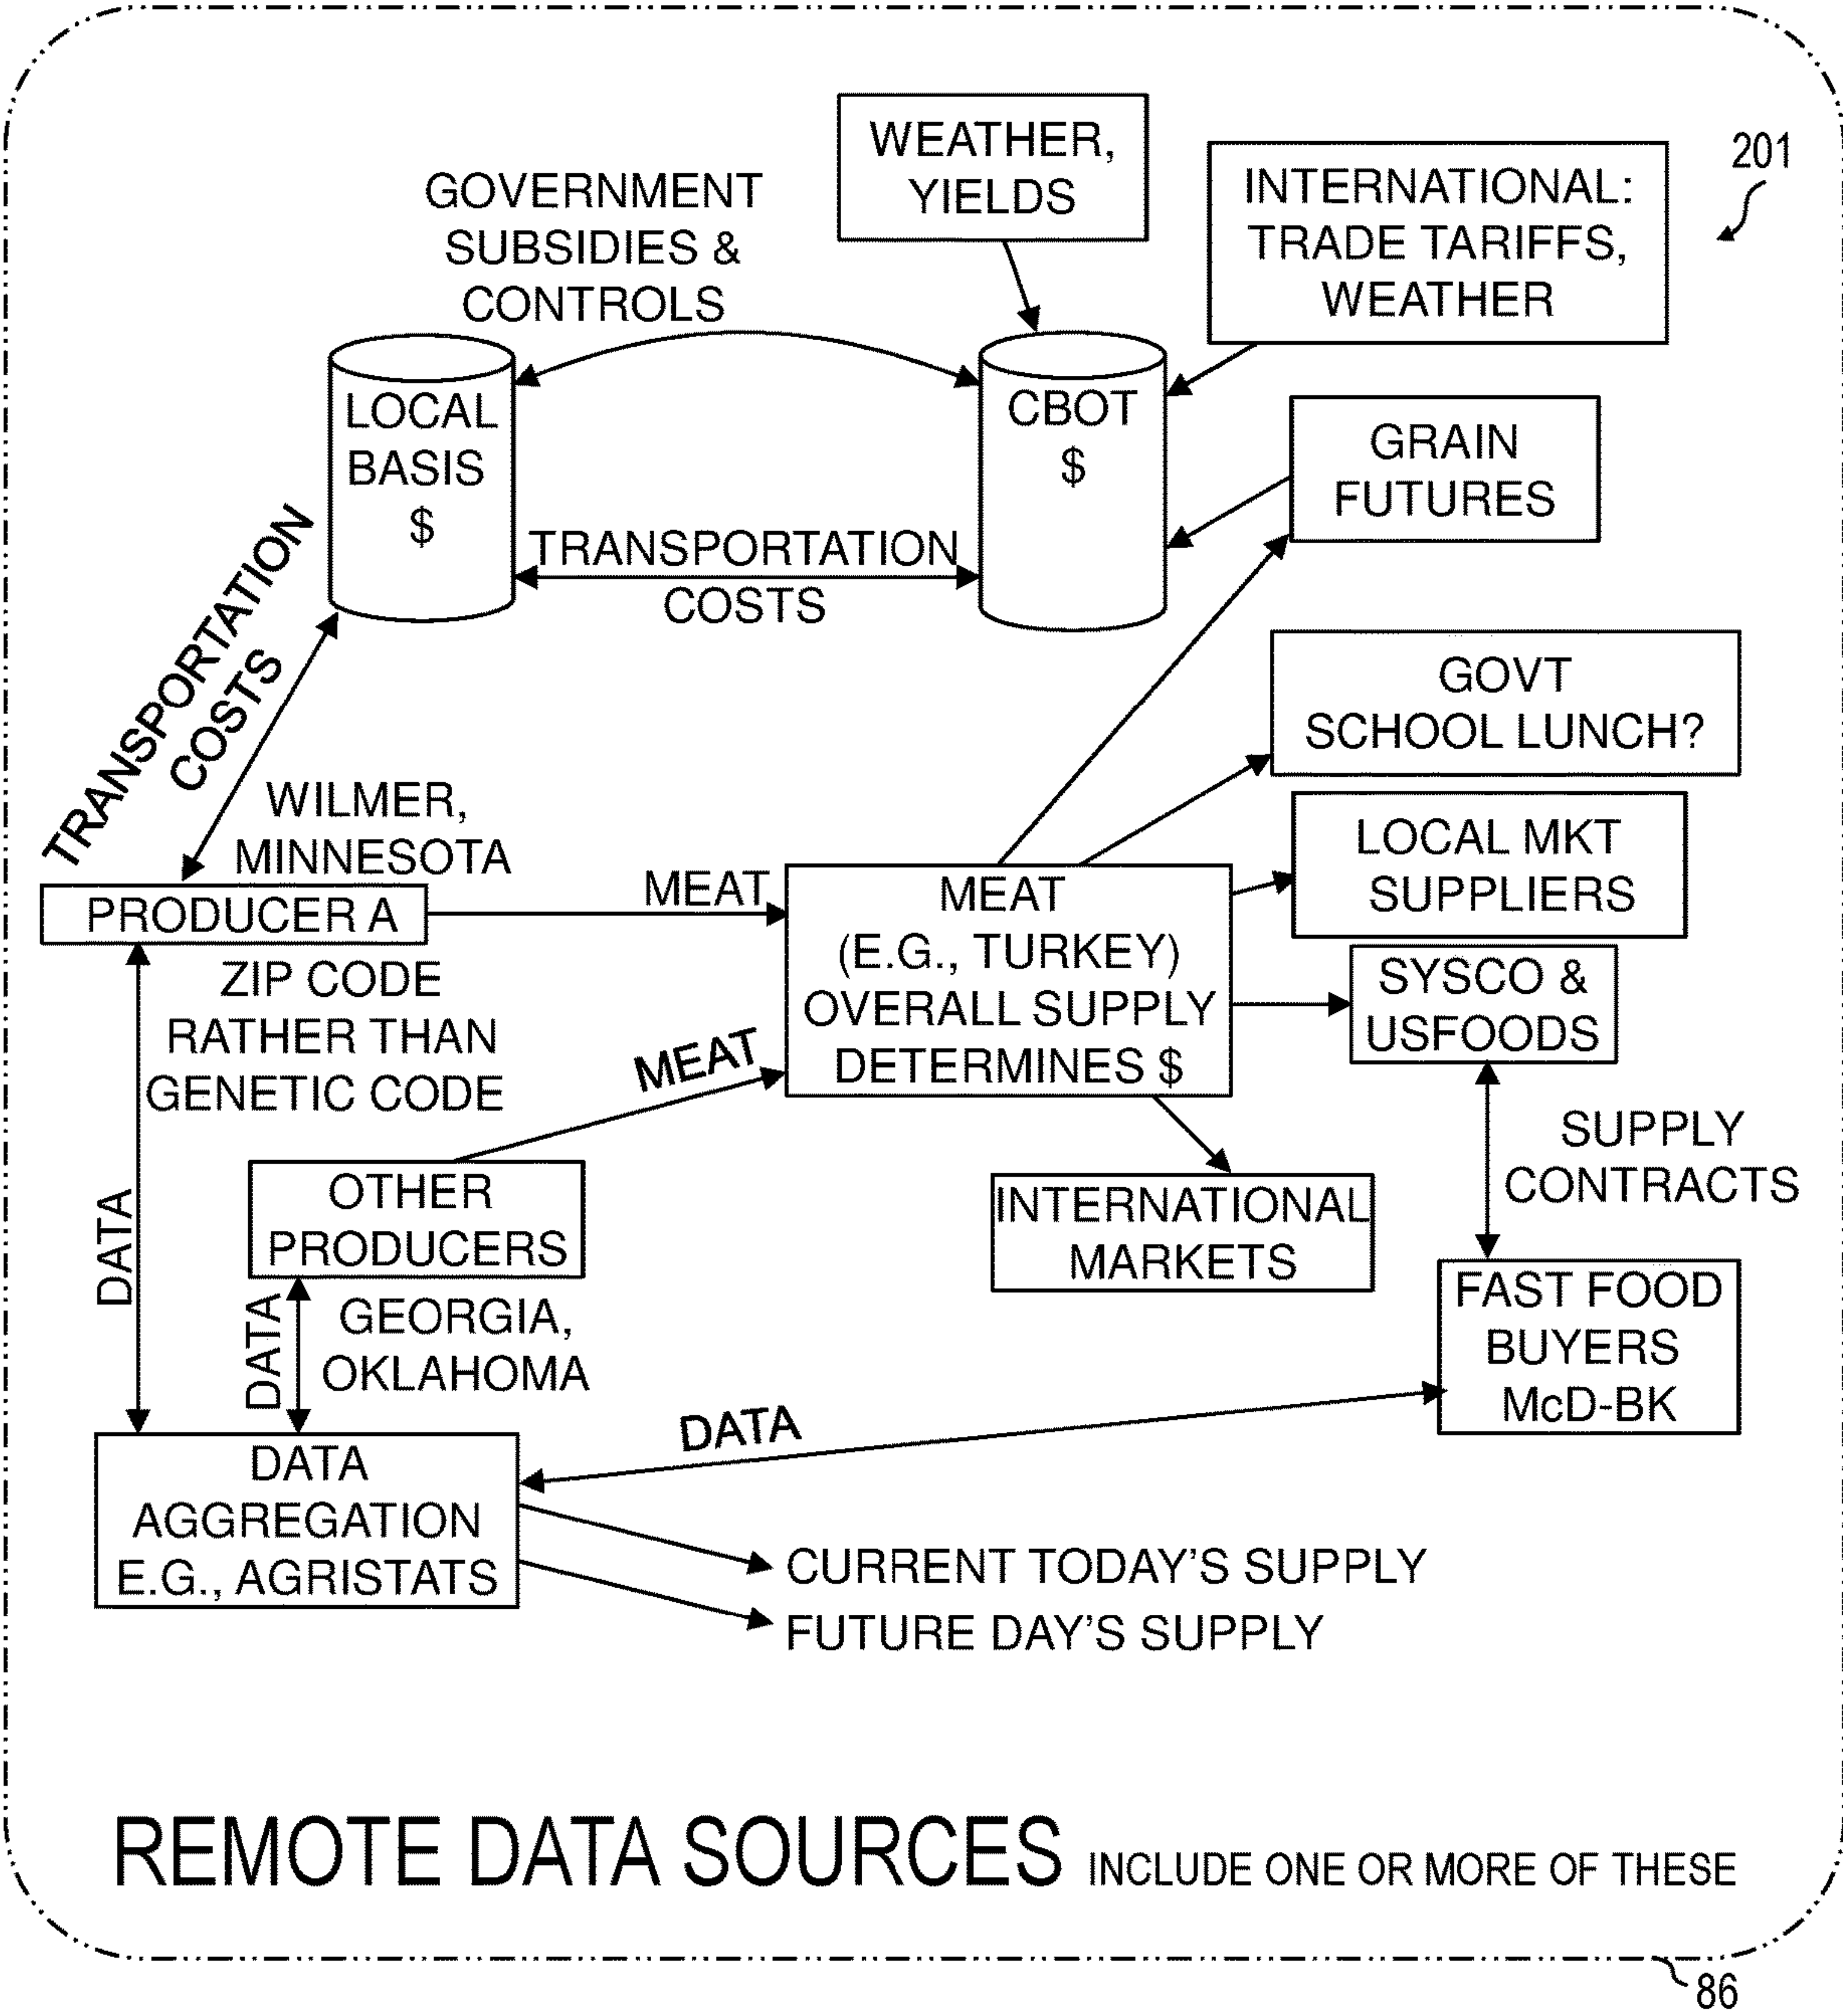 WEATHER,
YIELDS
201
INTERNATIONAL:
TRADE TARIFFS,
WEATHER
GOVERNMENT
SUBSIDIES &
CONTROLS
LOCAL
BASIS
$
CBOT
$
GRAIN
FUTURES
TRANSPORTATION
COSTS
TRANSPORTATION
COSTS
GOVT
SCHOOL LUNCH?
WILMER,
MINNESOTA
LOCAL MKT
SUPPLIERS
PRODUCER A
MEAT
MEAT
(E.G., TURKEY)
OVERALL SUPPLY
DETERMINES $
SYSCO &
USFOODS
ZIP CODE
RATHER THAN
GENETIC CODE
MEAT
SUPPLY
CONTRACTS
OTHER
PRODUCERS
INTERNATIONAL
MARKETS
DATA
DATA
GEORGIA,
OKLAHOMA
FAST FOOD
BUYERS
McD-BK
DATA
DATA
AGGREGATION
E.G., AGRISTATS
CURRENT TODAY'S SUPPLY
FUTURE DAY'S SUPPLY
REMOTE DATA SOURCES INCLUDE ONE OR MORE OF THESE
86